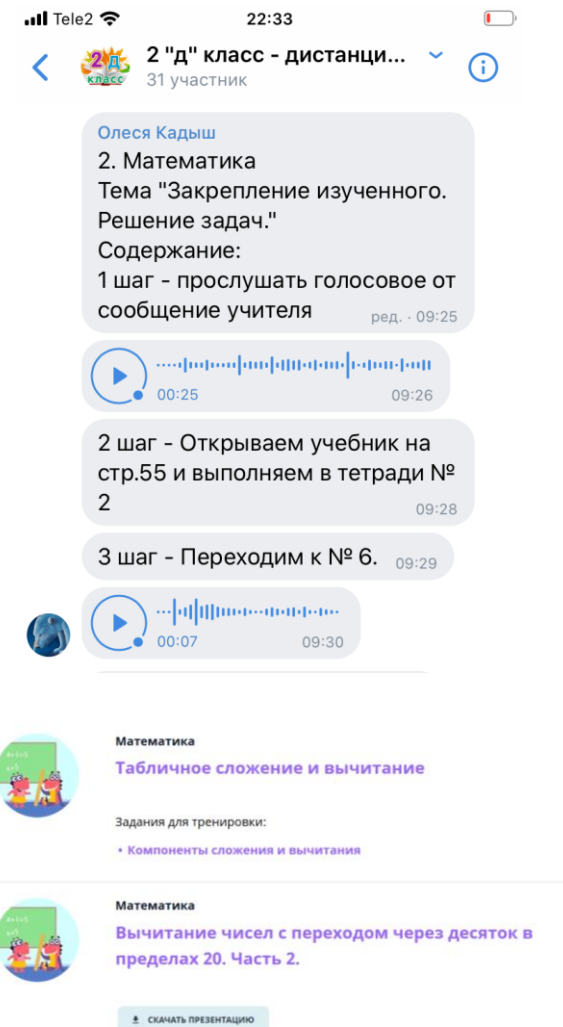 Tele2
22:33
2 Д
класс
2 "д" класс - дистанци...
31 участник
Олеся Кадыш
2. Математика
Тема "Закрепление изученного.
Решение задач."
Содержание:
1 шаг - прослушать голосовое от
сообщение учителя
ред. · 09:25
00:25
09:26
2 шаг - Открываем учебник на
стр.55 и выполняем в тетради №
2
09:28
3 шаг - Переходим к № 6.
09:29
00:07
09:30
Математика
Табличное сложение и вычитание
Задания для тренировки:
• Компоненты сложения и вычитания
Математика
Вычитание чисел с переходом через десяток в
пределах 20. Часть 2.
СКАЧАТЬ ПРЕЗЕНТАЦИЮ